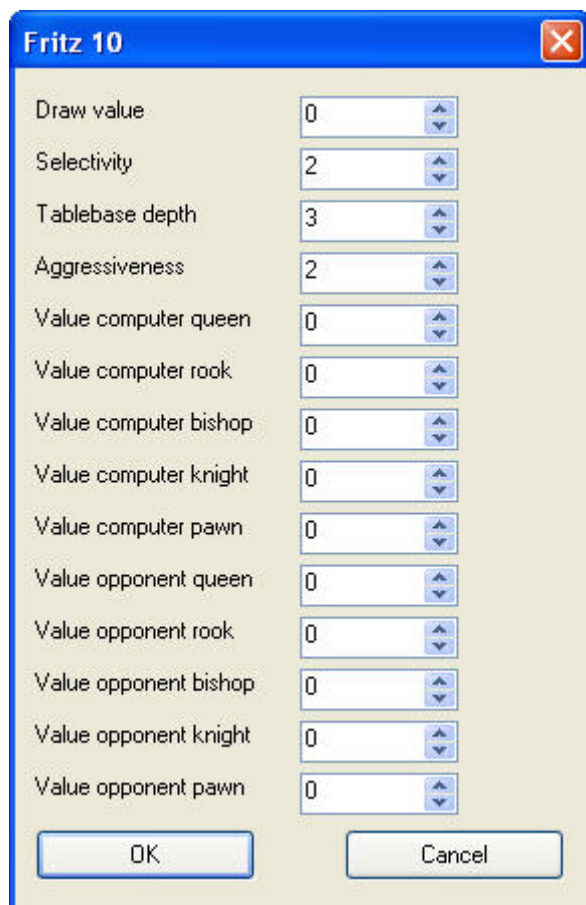 Fritz 10
Draw value 0
Selectivity 2
Tablebase depth 3
Aggressiveness 2
Value computer queen 0
Value computer rook 0
Value computer bishop 0
Value computer knight 0
Value computer pawn 0
Value opponent queen 0
Value opponent rook 0
Value opponent bishop 0
Value opponent knight 0
Value opponent pawn 0
OK Cancel